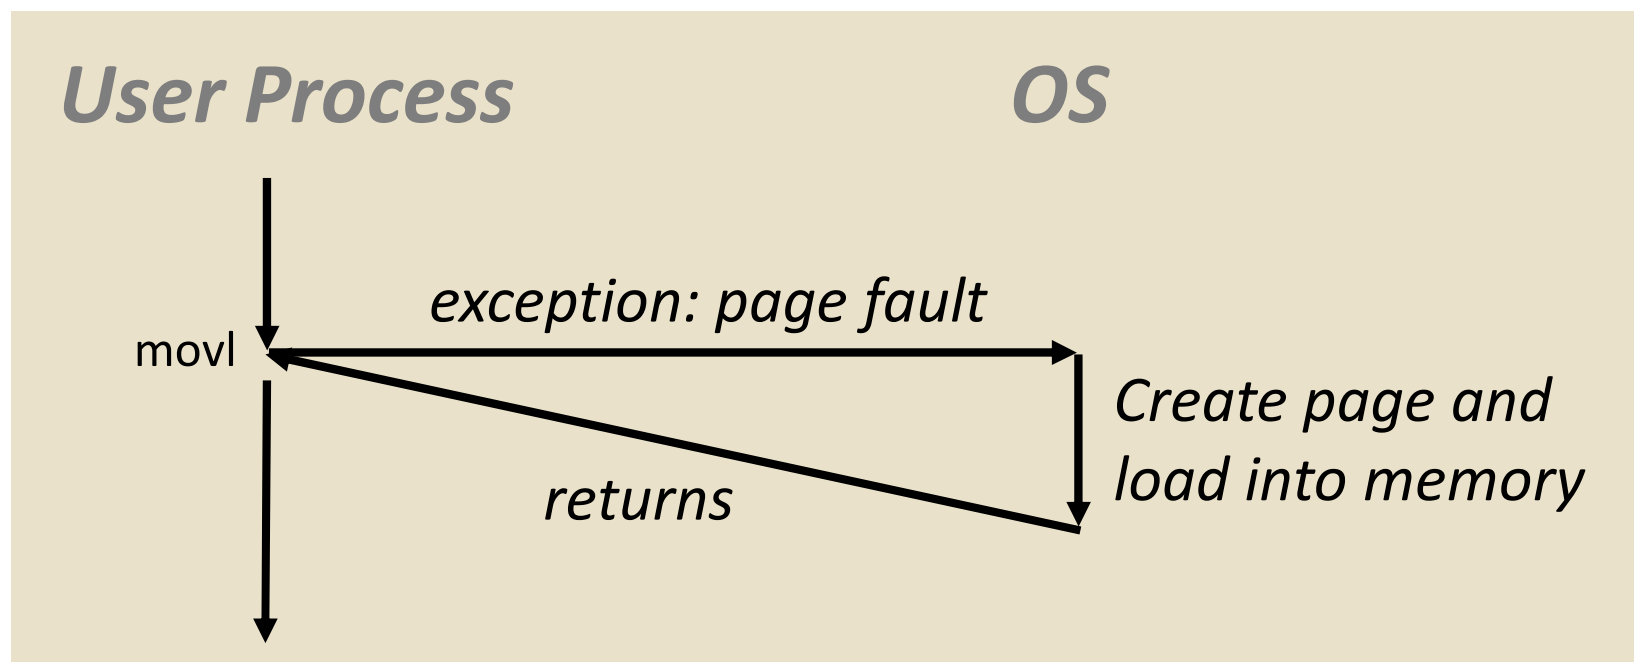 User Process
OS
exception: page fault
movl
Create page and
load into memory
returns